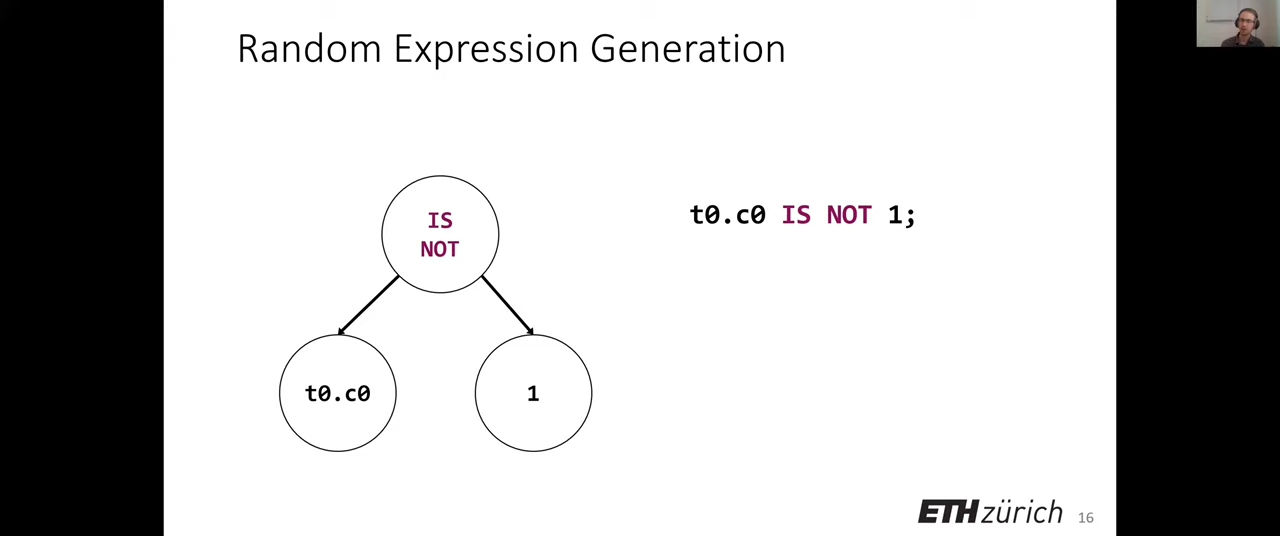 Random Expression Generation
IS
NOT
t0.c0 IS NOT 1;
t0.c0
1
ETH zürich
16